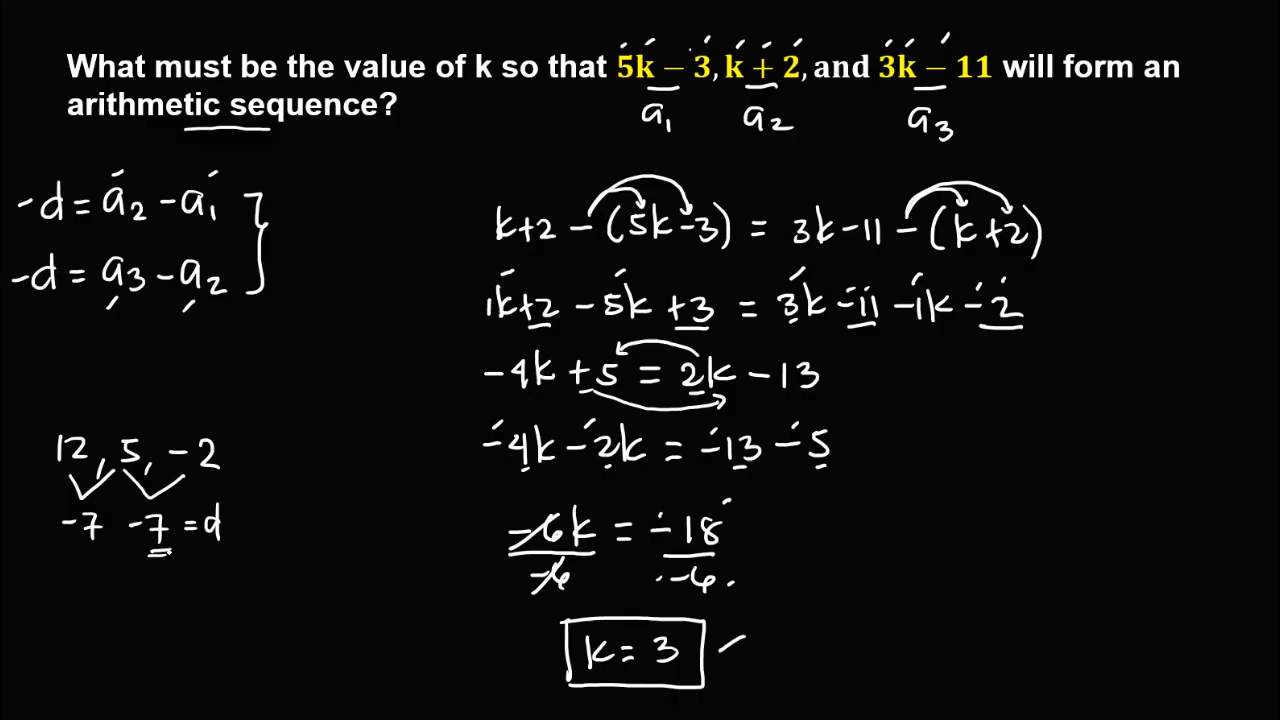 What must be the value of k so that 5k − 3, k + 2, and 3k − 11 will form an
arithmetic sequence?
a₁ a₂ a₃
-d = a₂ - a₁
-d = a₃ - a₂
k+2 - (5k-3) = 3k-11 - (k+2)
1k+2 - 5k +3 = 3k -11 -1k - 2
-4k +5 = 2k - 13
-4k - 2k = -13 - 5
-6k = -18
-6 -6
k = 3
12, 5, -2
-7 -7 = d